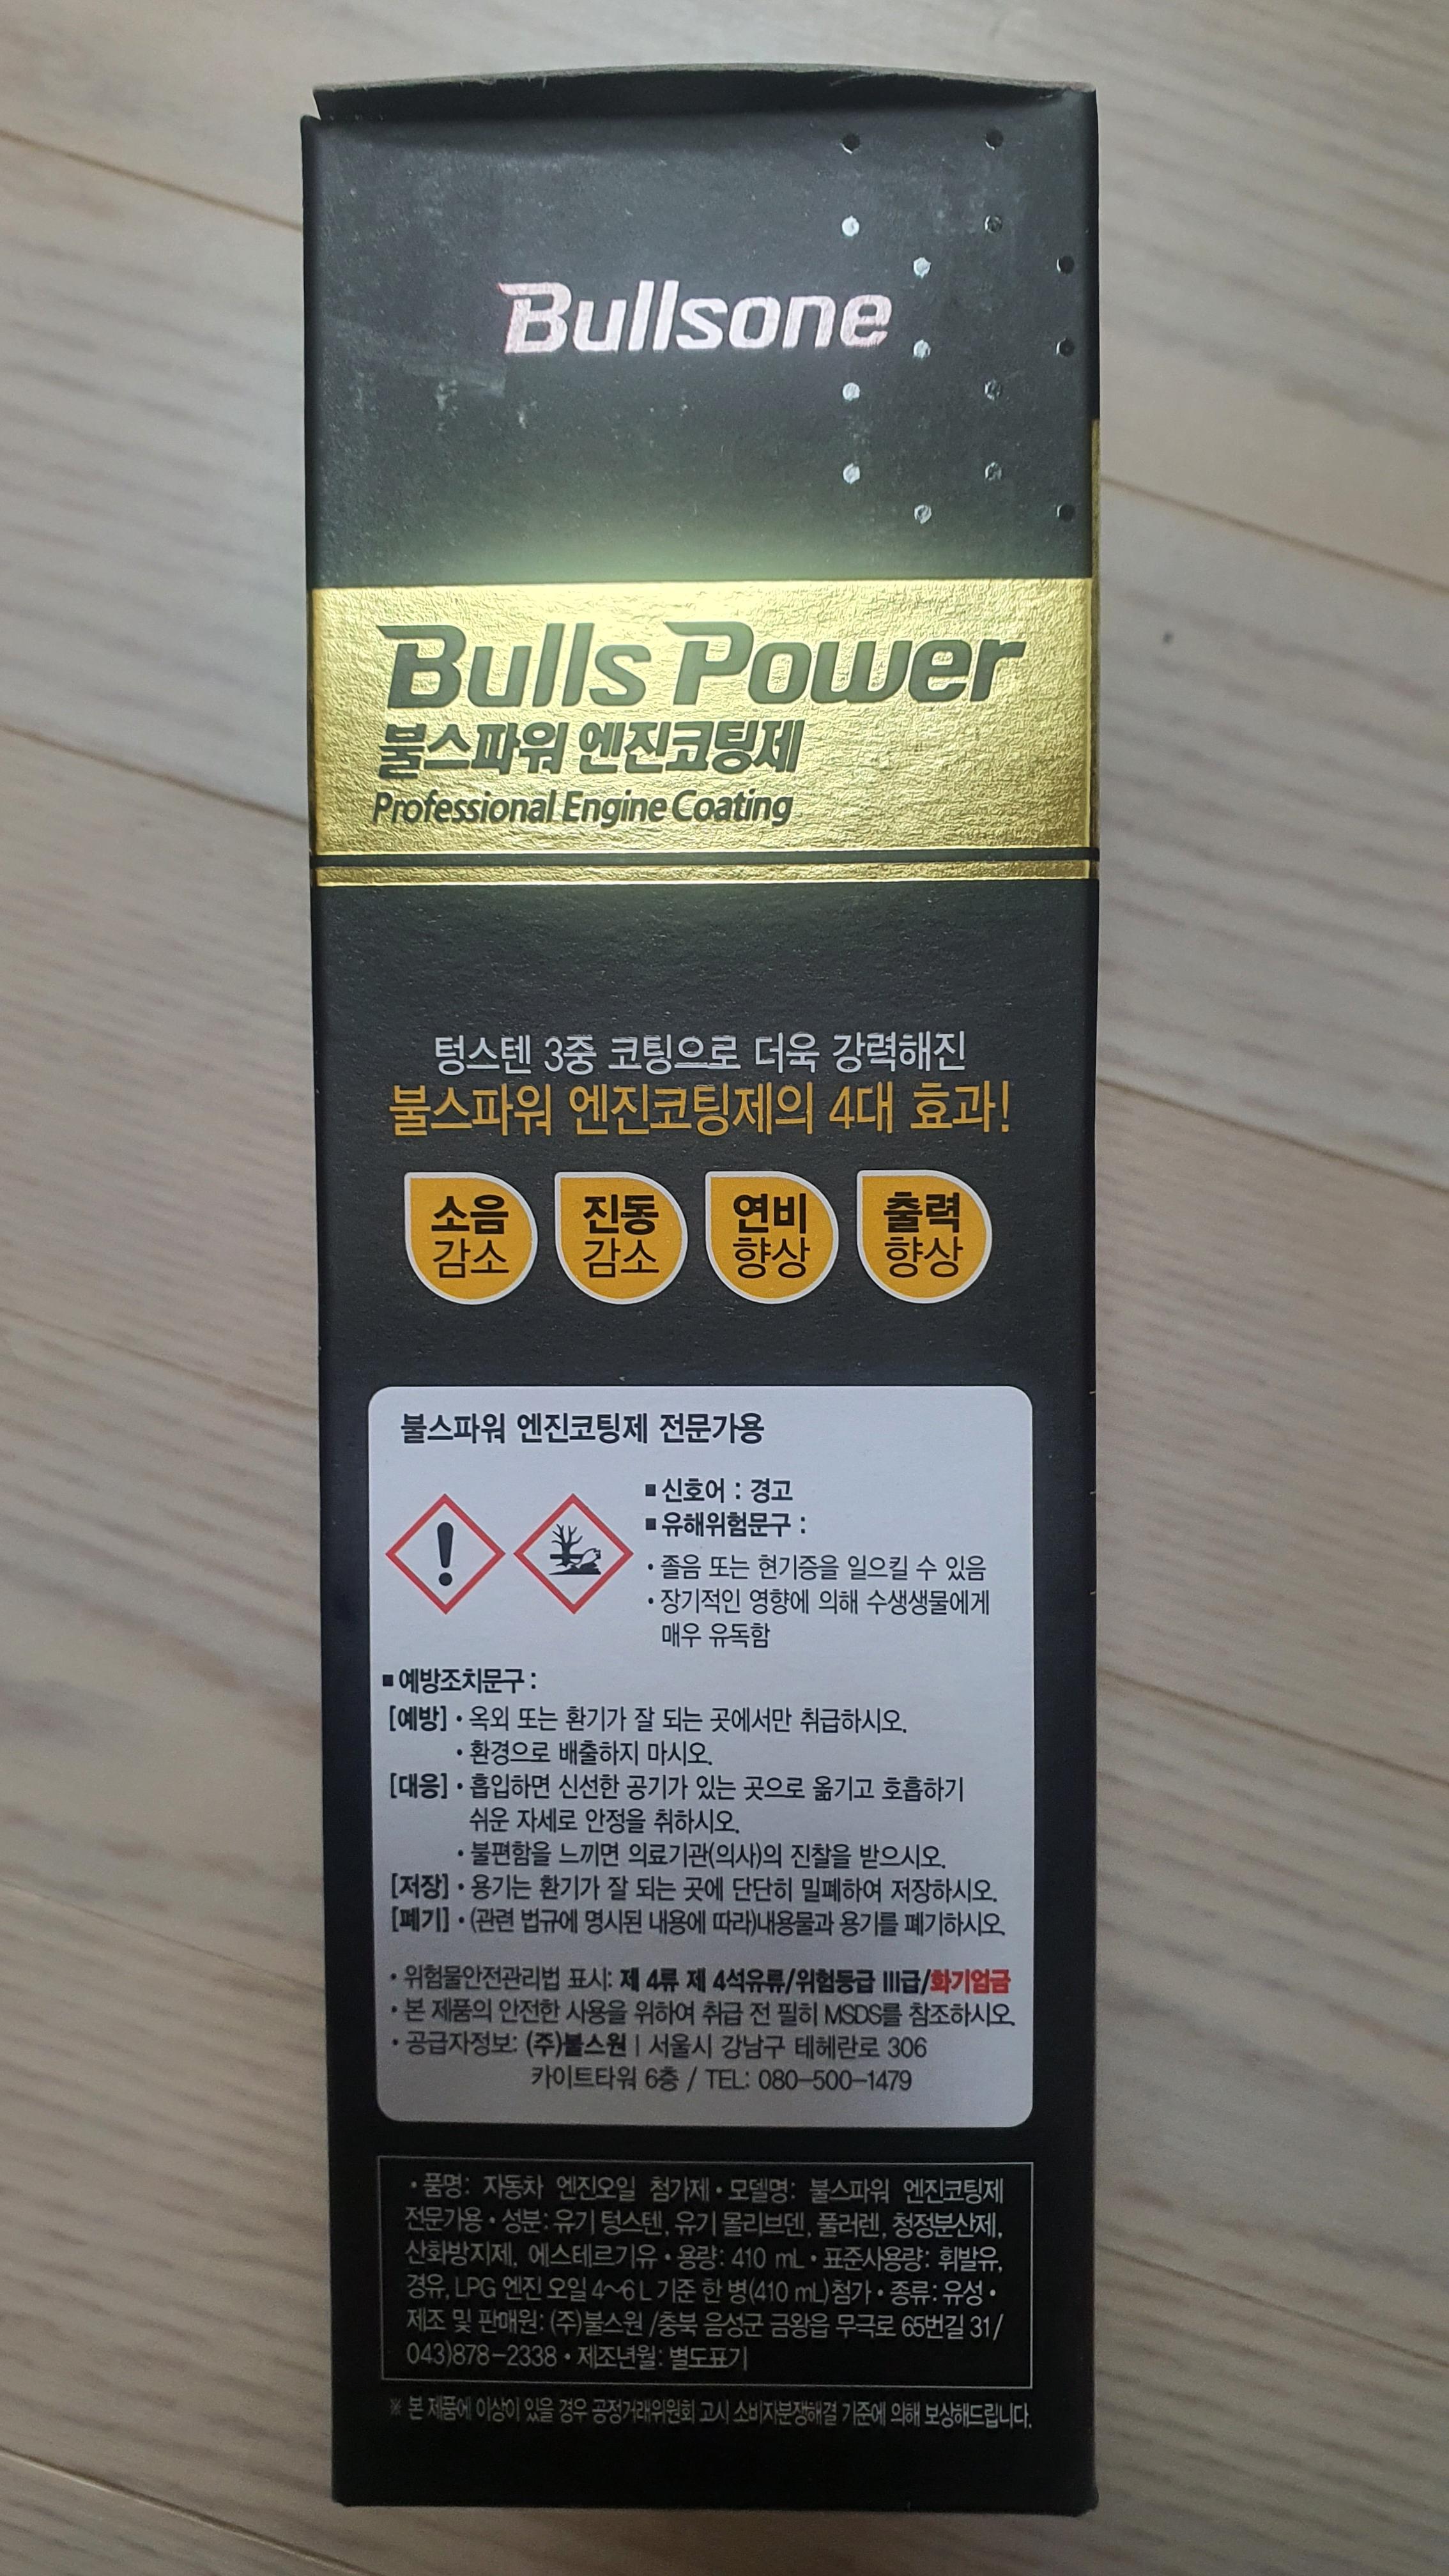 Bullsone
Bulls Power
불스파워 엔진코팅제
Professional Engine Coating
텅스텐 3중 코팅으로 더욱 강력해진
불스파워 엔진코팅제의 4대 효과!
소음 진동 연비 출력
감소 감소 향상 향상
불스파워 엔진코팅제 전문가용
■ 신호어 : 경고
■ 유해위험문구 :
• 졸음 또는 현기증을 일으킬 수 있음
• 장기적인 영향에 의해 수생생물에게
매우 유독함
■ 예방조치문구 :
[예방] • 옥외 또는 환기가 잘 되는 곳에서만 취급하시오.
• 환경으로 배출하지 마시오.
[대응] • 흡입하면 신선한 공기가 있는 곳으로 옮기고 호흡하기
쉬운 자세로 안정을 취하시오.
• 불편함을 느끼면 의료기관(의사)의 진찰을 받으시오.
[저장] • 용기는 환기가 잘 되는 곳에 단단히 밀폐하여 저장하시오.
[폐기] • (관련 법규에 명시된 내용에 따라)내용물과 용기를 폐기하시오.
• 위험물안전관리법 표시: 제 4류 제 4석유류/위험등급 III급/화기엄금
• 본 제품의 안전한 사용을 위하여 취급 전 필히 MSDS를 참조하시오.
• 공급자정보: (주)불스원 | 서울시 강남구 테헤란로 306
카이트타워 6층 / TEL: 080-500-1479
• 품명: 자동차 엔진오일 첨가제 • 모델명: 불스파워 엔진코팅제
전문가용 • 성분: 유기 텅스텐, 유기 몰리브덴, 풀러렌, 청정분산제,
산화방지제, 에스테르기유 • 용량: 410 mL • 표준사용량: 휘발유,
경유, LPG 엔진 오일 4~6 L 기준 한 병(410 mL) 첨가 • 종류: 유성 •
제조 및 판매원: (주)불스원 /충북 음성군 금왕읍 무극로 65번길 31/
043)878-2338 • 제조년월: 별도표기
※ 본 제품에 이상이 있을 경우 공정거래위원회 고시 소비자분쟁해결 기준에 의해 보상해드립니다.